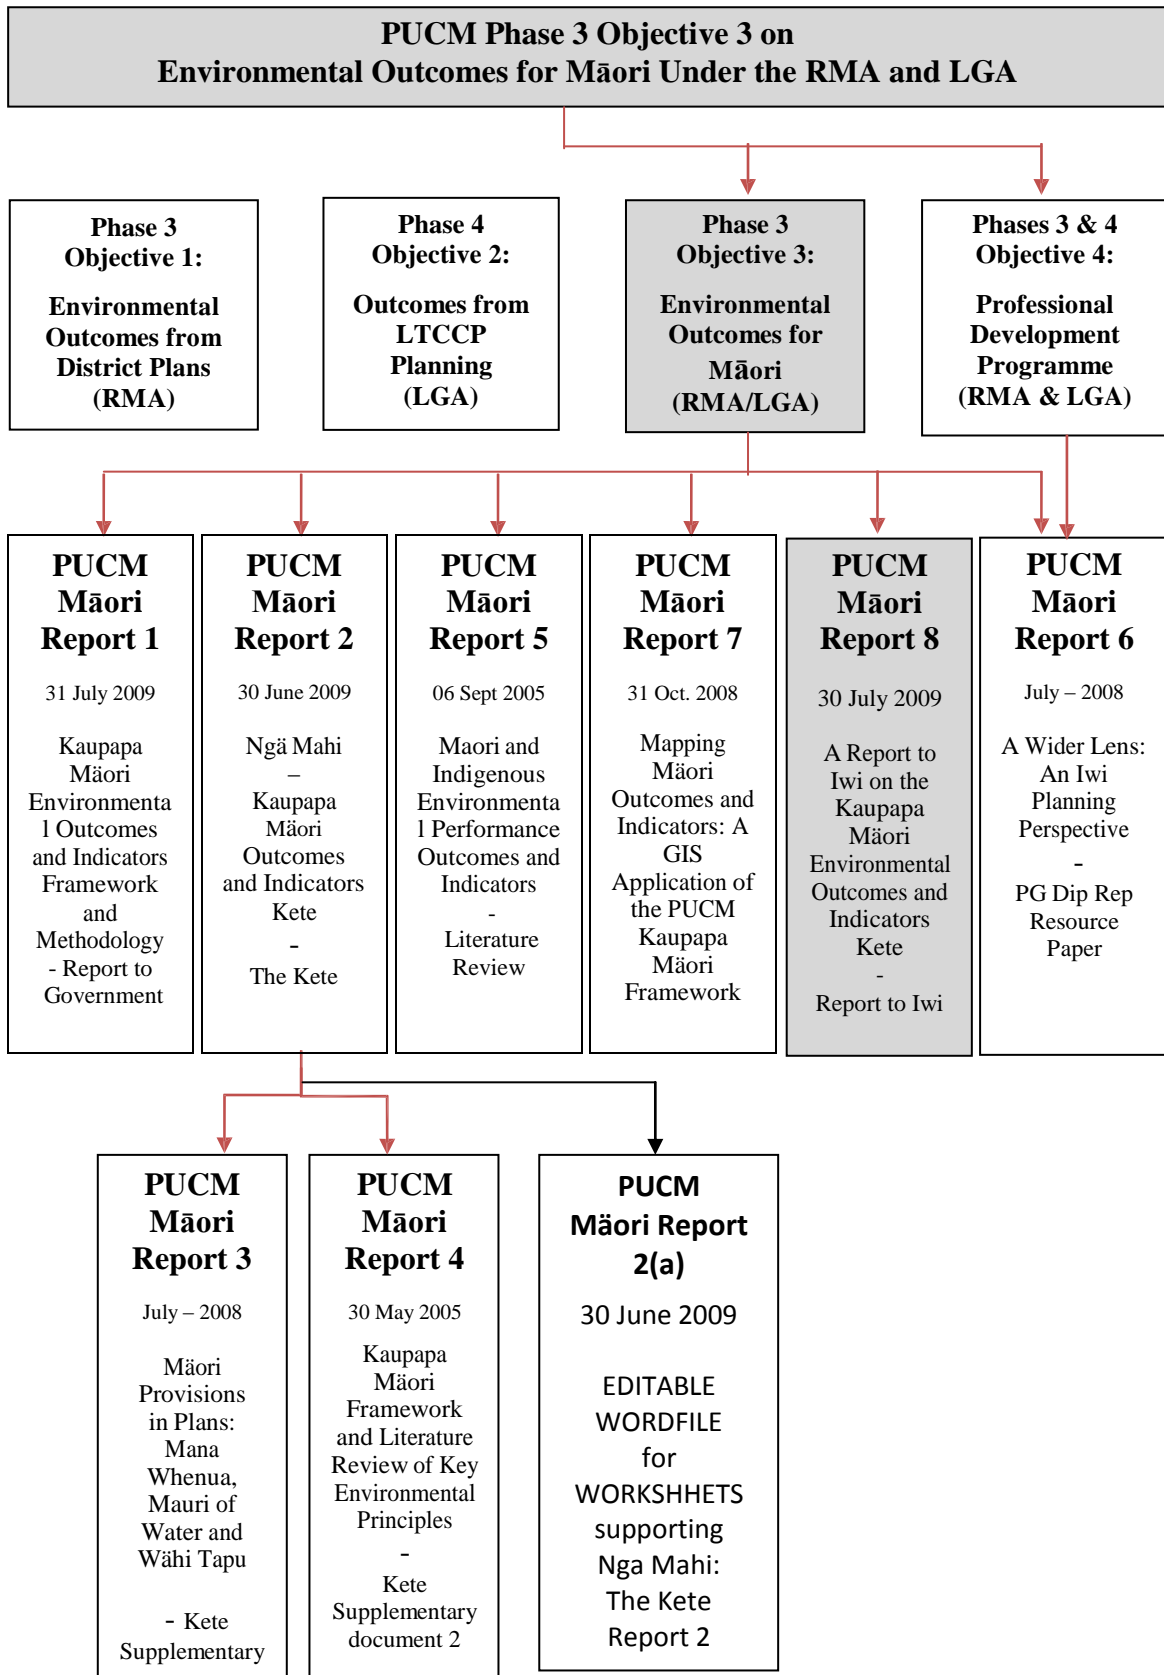 PUCM Phase 3 Objective 3 on
Environmental Outcomes for Māori Under the RMA and LGA
Phase 3
Objective 1:
Environmental
Outcomes from
District Plans
(RMA)
Phase 4
Objective 2:
Outcomes from
LTCCP
Planning
(LGA)
Phase 3
Objective 3:
Environmental
Outcomes for
Māori
(RMA/LGA)
Phases 3 & 4
Objective 4:
Professional
Development
Programme
(RMA & LGA)
PUCM
Māori
Report 1
31 July 2009
Kaupapa
Mäori
Environmenta
l Outcomes
and Indicators
Framework
and
Methodology
- Report to
Government
PUCM
Māori
Report 2
30 June 2009
Ngä Mahi
–
Kaupapa
Mäori
Outcomes
and Indicators
Kete
-
The Kete
PUCM
Māori
Report 5
06 Sept 2005
Maori and
Indigenous
Environmenta
l Performance
Outcomes and
Indicators
-
Literature
Review
PUCM
Māori
Report 7
31 Oct. 2008
Mapping
Mäori
Outcomes and
Indicators: A
GIS
Application of
the PUCM
Kaupapa
Mäori
Framework
PUCM
Māori
Report 8
30 July 2009
A Report to
Iwi on the
Kaupapa
Mäori
Environmental
Outcomes and
Indicators
Kete
-
Report to Iwi
PUCM
Māori
Report 6
July – 2008
A Wider Lens:
An Iwi
Planning
Perspective
-
PG Dip Rep
Resource
Paper
PUCM
Māori
Report 3
July – 2008
Mäori
Provisions
in Plans:
Mana
Whenua,
Mauri of
Water and
Wähi Tapu
- Kete
Supplementary
PUCM
Māori
Report 4
30 May 2005
Kaupapa
Mäori
Framework
and Literature
Review of Key
Environmental
Principles
-
Kete
Supplementary
document 2
PUCM
Mäori Report
2(a)
30 June 2009
EDITABLE
WORDFILE
for
WORKSHHETS
supporting
Nga Mahi:
The Kete
Report 2